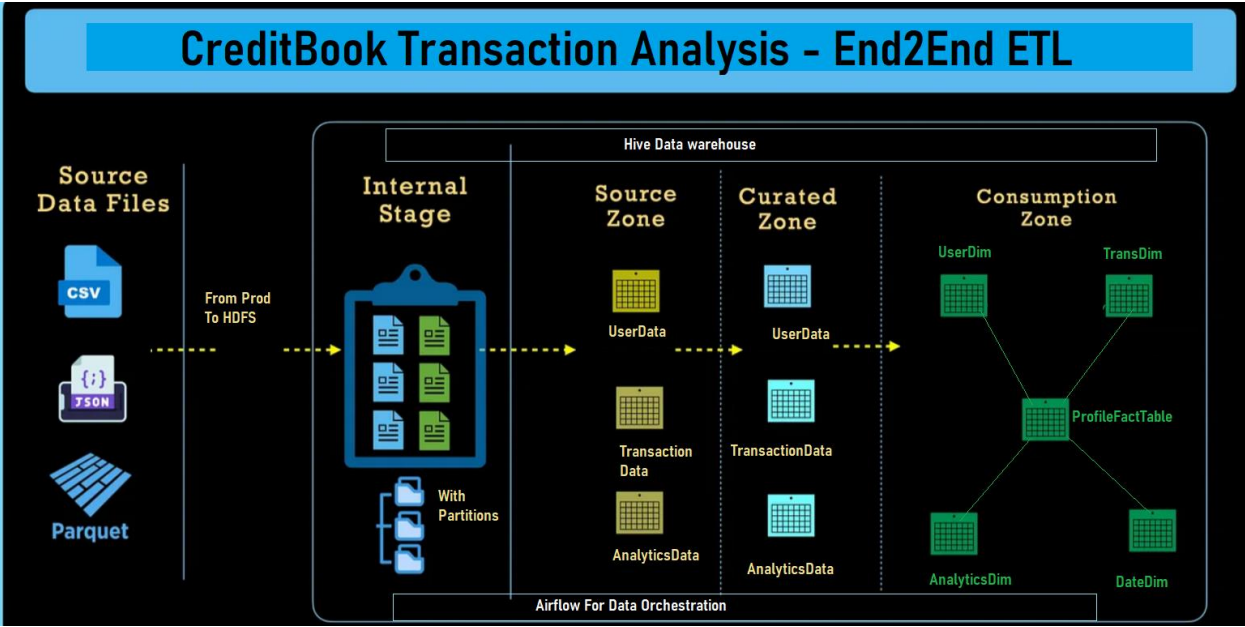 CreditBook Transaction Analysis - End2End ETL
Hive Data warehouse
Source
Data Files
CSV
{;}
JSON
Parquet
From Prod
To HDFS
Internal
Stage
With
Partitions
Source
Zone
UserData
Transaction
Data
AnalyticsData
Curated
Zone
UserData
TransactionData
AnalyticsData
Consumption
Zone
UserDim
TransDim
ProfileFactTable
AnalyticsDim
DateDim
Airflow For Data Orchestration